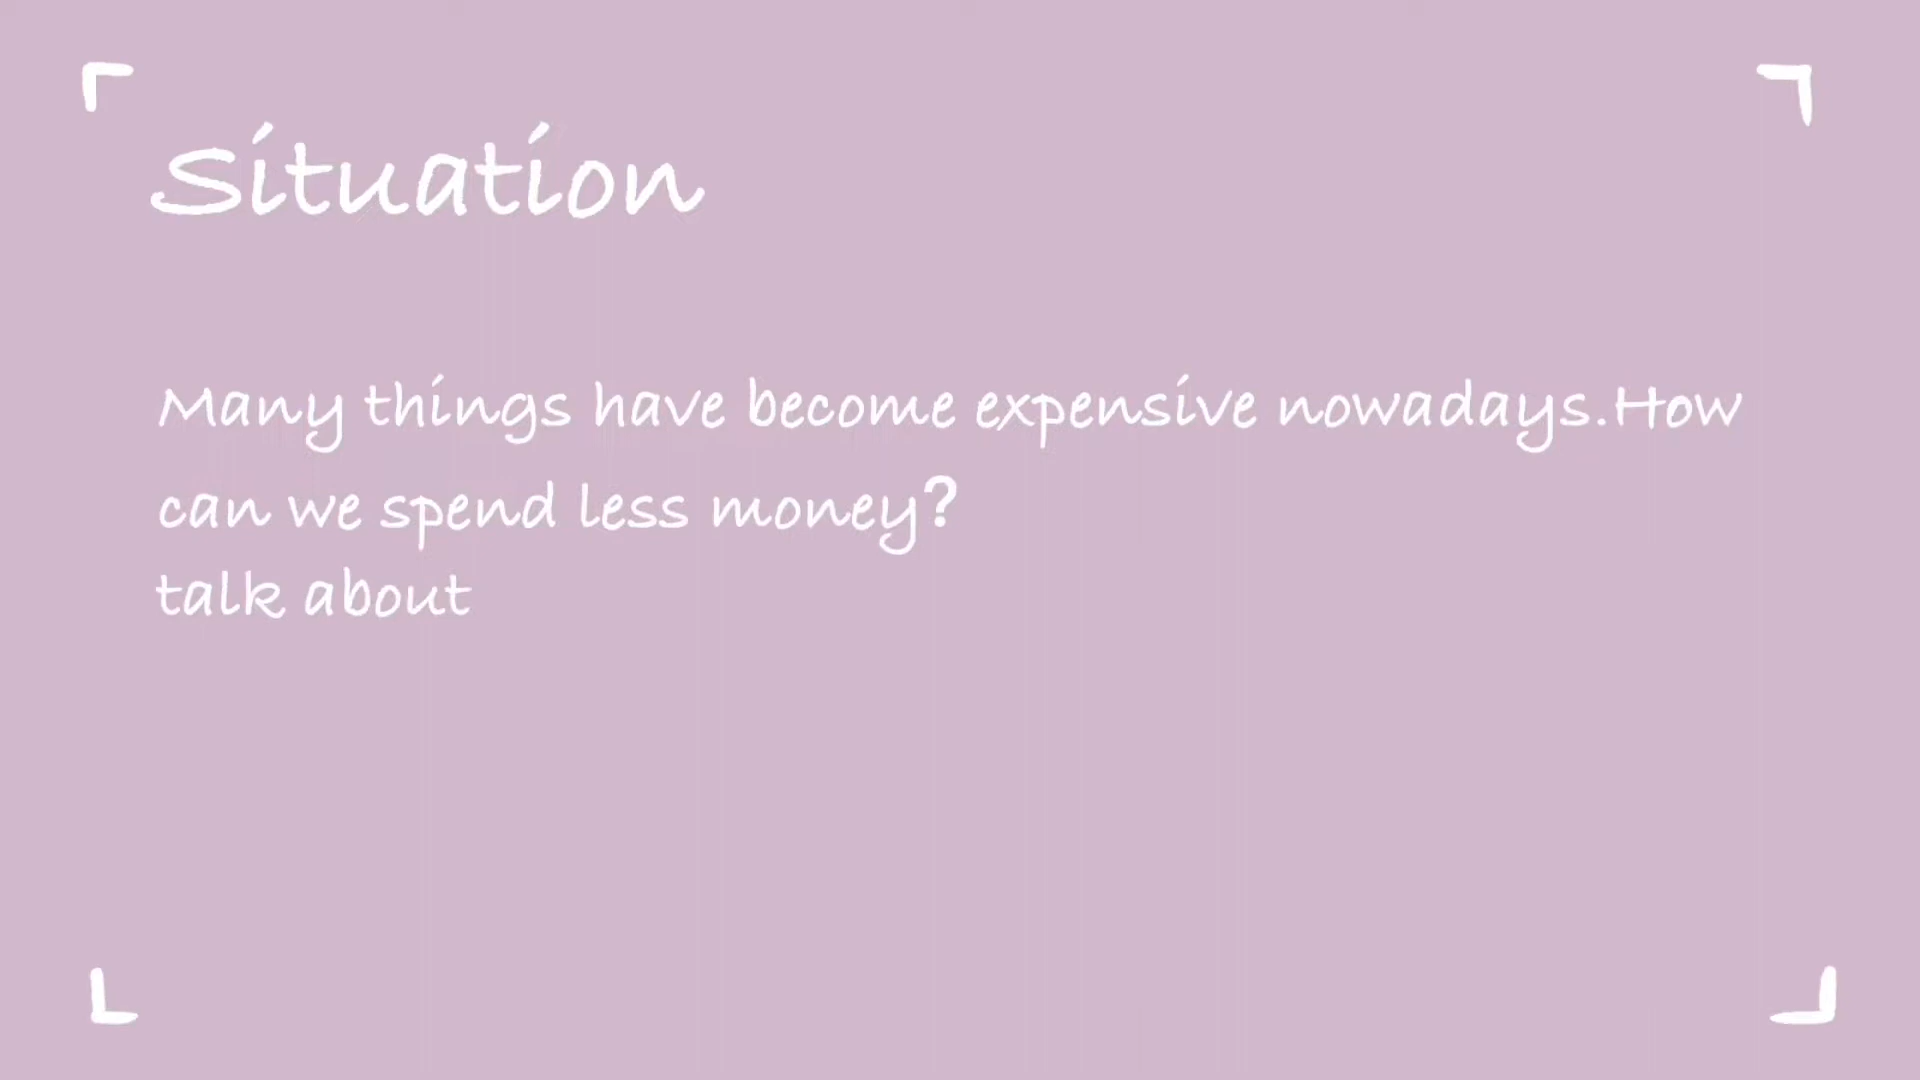 Situation
Many things have become expensive nowadays.How
can we spend less money?
talk about